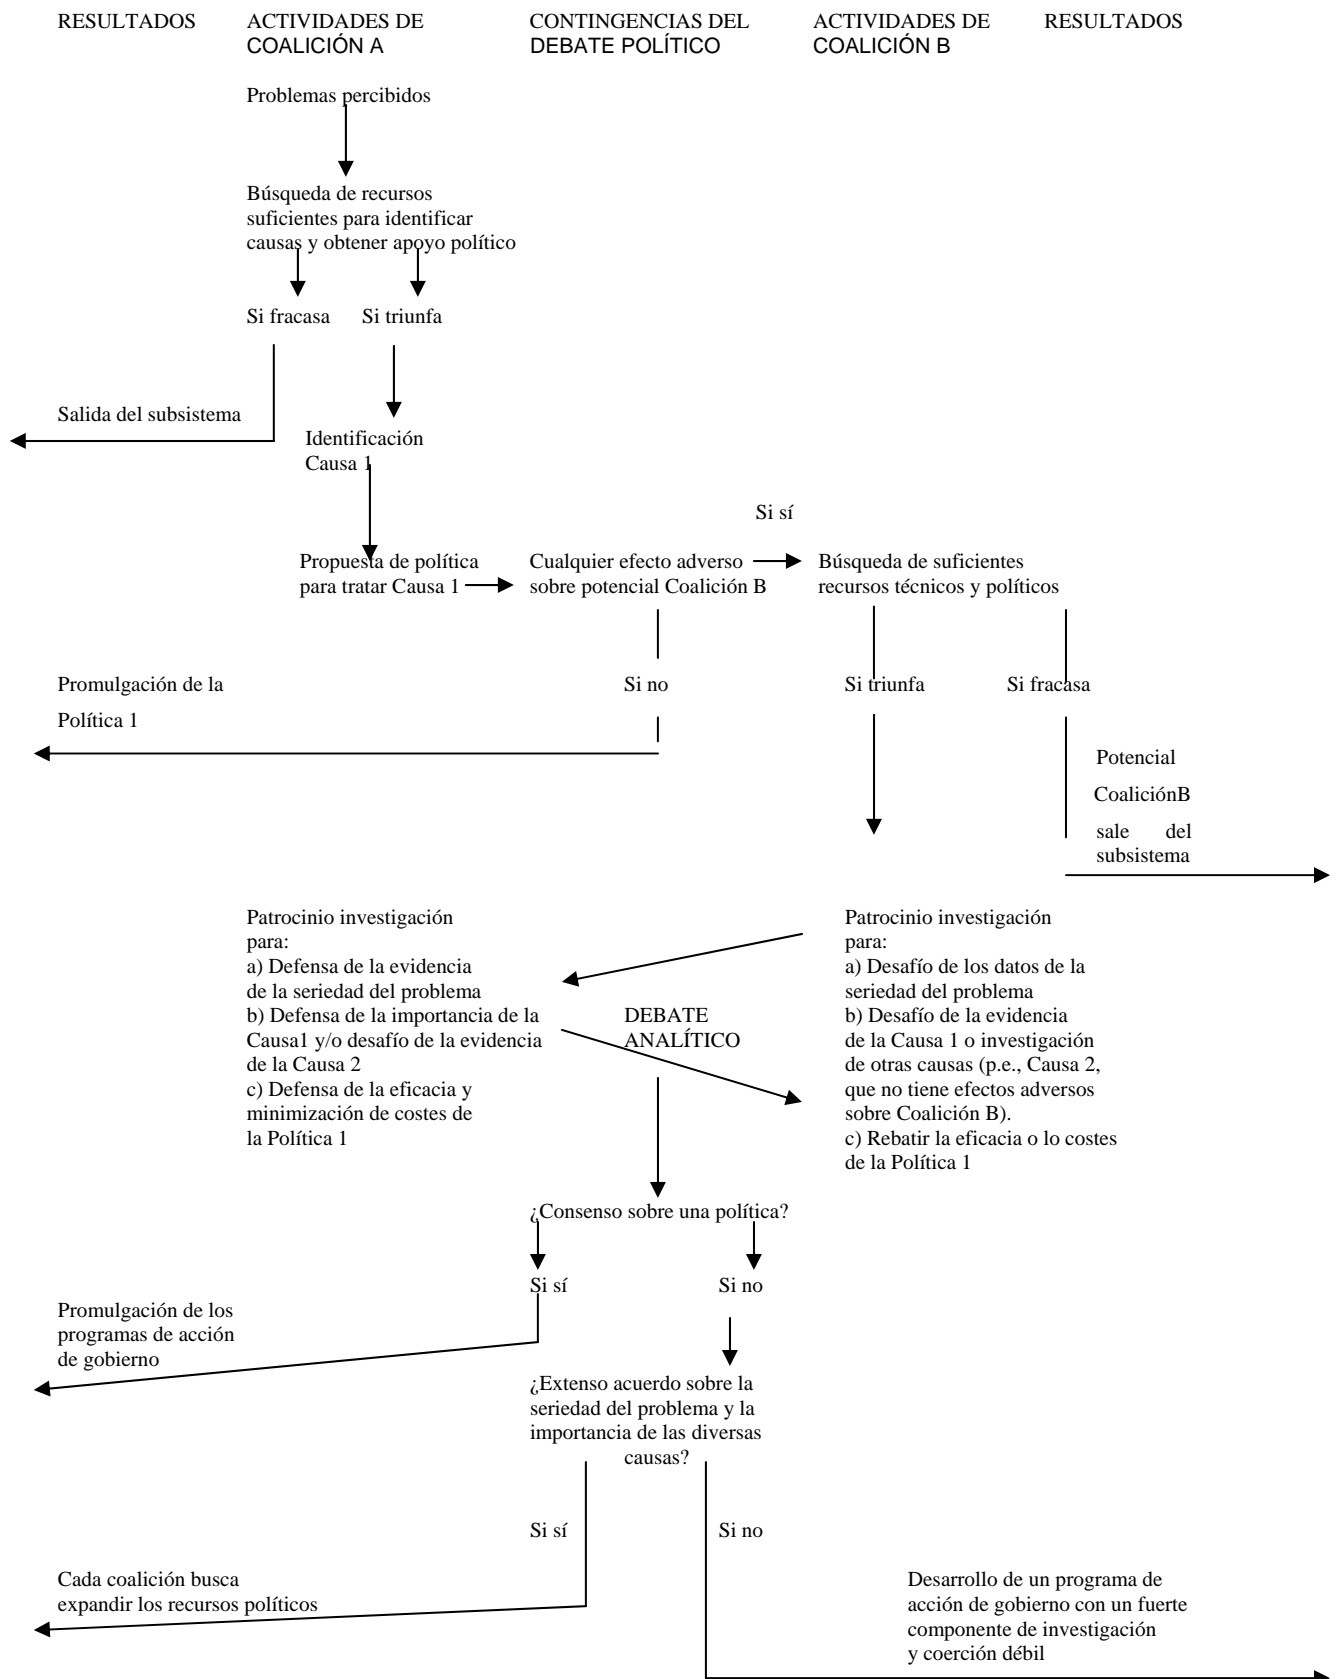 RESULTADOS
ACTIVIDADES DE
COALICIÓN A
CONTINGENCIAS DEL
DEBATE POLÍTICO
ACTIVIDADES DE
COALICIÓN B
RESULTADOS
Problemas percibidos
Búsqueda de recursos
suficientes para identificar
causas y obtener apoyo político
Si fracasa
Si triunfa
Salida del subsistema
Identificación
Causa 1
Si sí
Propuesta de política
para tratar Causa 1
Cualquier efecto adverso
sobre potencial Coalición B
Búsqueda de suficientes
recursos técnicos y políticos
Promulgación de la
Política 1
Si no
Si triunfa
Si fracasa
Potencial
CoaliciónB
sale del
subsistema
Patrocinio investigación
para:
a) Defensa de la evidencia
de la seriedad del problema
b) Defensa de la importancia de la
Causa1 y/o desafío de la evidencia
de la Causa 2
c) Defensa de la eficacia y
minimización de costes de
la Política 1
DEBATE
ANALÍTICO
Patrocinio investigación
para:
a) Desafío de los datos de la
seriedad del problema
b) Desafío de la evidencia
de la Causa 1 o investigación
de otras causas (p.e., Causa 2,
que no tiene efectos adversos
sobre Coalición B).
c) Rebatir la eficacia o lo costes
de la Política 1
¿Consenso sobre una política?
Si sí
Si no
Promulgación de los
programas de acción
de gobierno
¿Extenso acuerdo sobre la
seriedad del problema y la
importancia de las diversas
causas?
Si sí
Si no
Cada coalición busca
expandir los recursos políticos
Desarrollo de un programa de
acción de gobierno con un fuerte
componente de investigación
y coerción débil